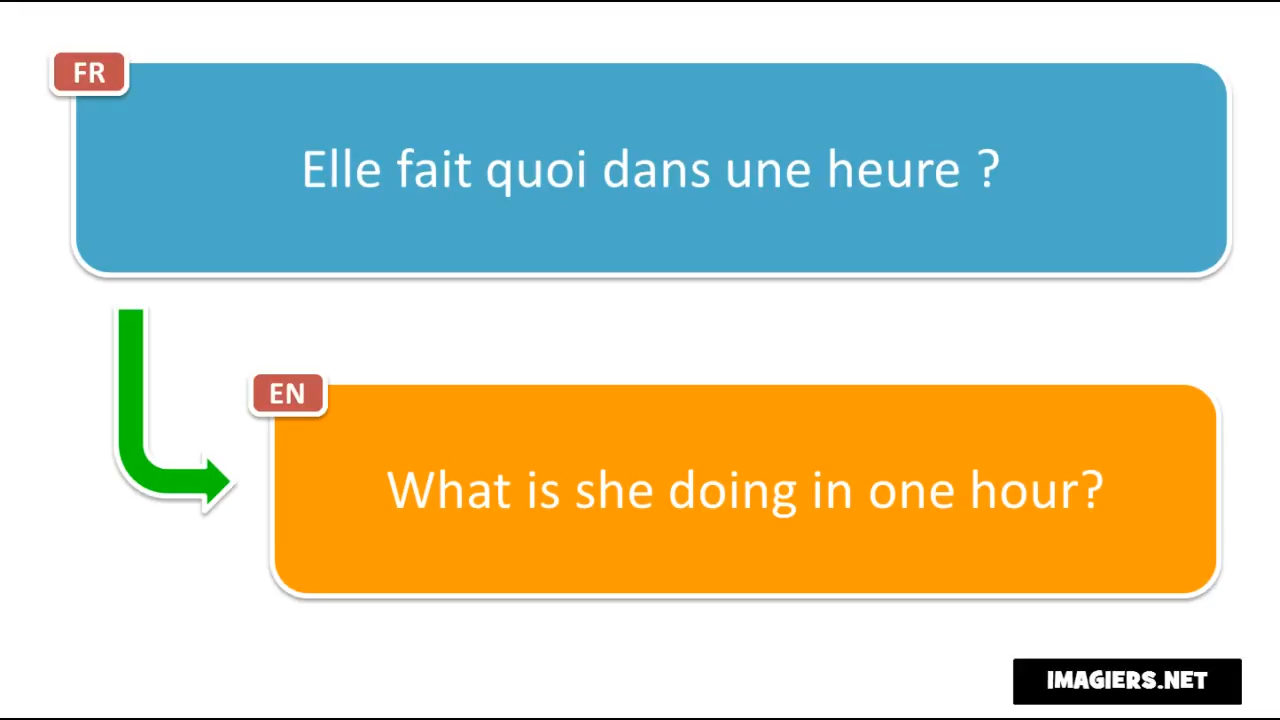 FR
Elle fait quoi dans une heure ?
EN
What is she doing in one hour?
IMAGIERS.NET